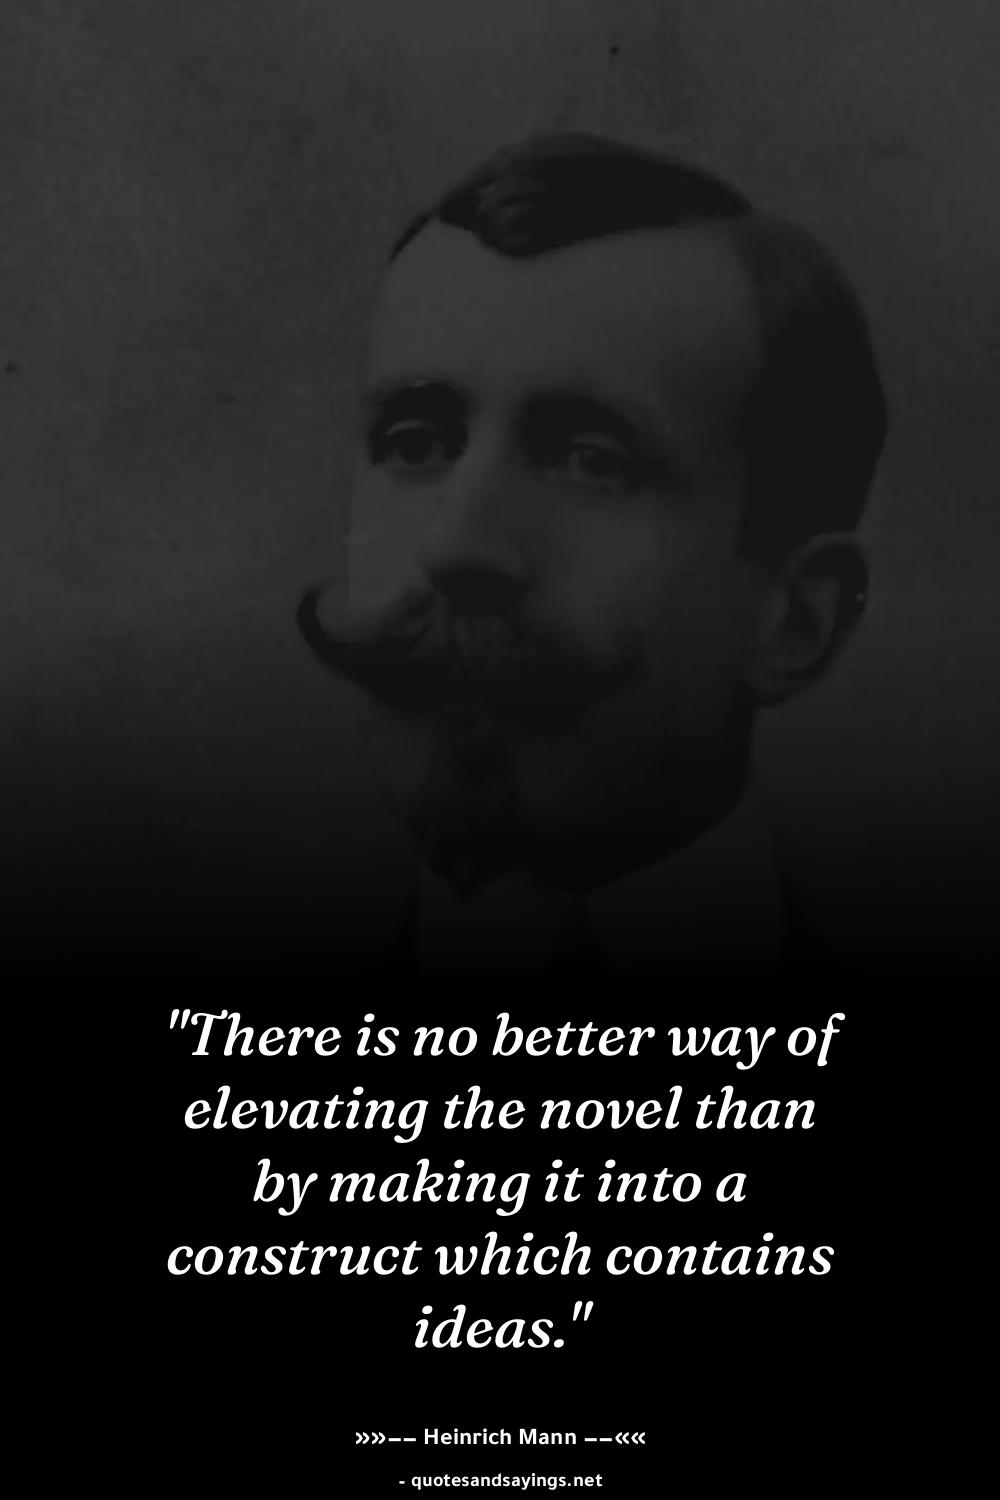 "There is no better way of
elevating the novel than
by making it into a
construct which contains
ideas."
»»–– Heinrich Mann ––««
- quotesandsayings.net